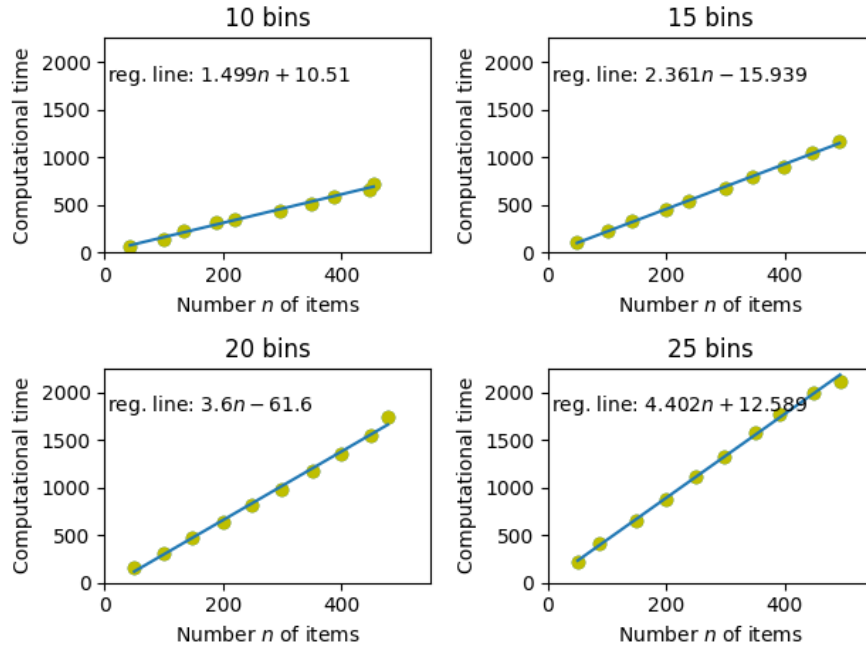 10 bins
Computational time
2000
1500
1000
500
0
reg. line: 1.499n + 10.51
0 200 400
Number n of items
15 bins
Computational time
2000
1500
1000
500
0
reg. line: 2.361n − 15.939
0 200 400
Number n of items
20 bins
Computational time
2000
1500
1000
500
0
reg. line: 3.6n − 61.6
0 200 400
Number n of items
25 bins
Computational time
2000
1500
1000
500
0
reg. line: 4.402n + 12.589
0 200 400
Number n of items